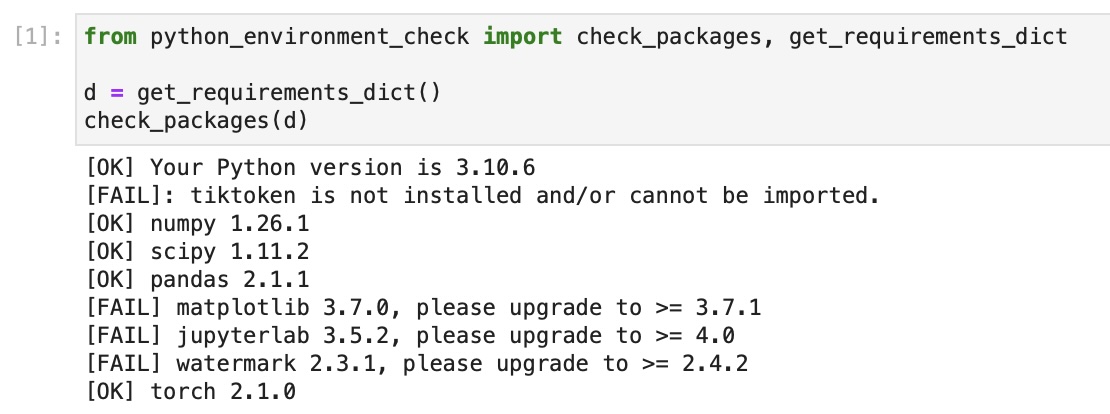 [1]: from python_environment_check import check_packages, get_requirements_dict
d = get_requirements_dict()
check_packages(d)
[OK] Your Python version is 3.10.6
[FAIL]: tiktoken is not installed and/or cannot be imported.
[OK] numpy 1.26.1
[OK] scipy 1.11.2
[OK] pandas 2.1.1
[FAIL] matplotlib 3.7.0, please upgrade to >= 3.7.1
[FAIL] jupyterlab 3.5.2, please upgrade to >= 4.0
[FAIL] watermark 2.3.1, please upgrade to >= 2.4.2
[OK] torch 2.1.0